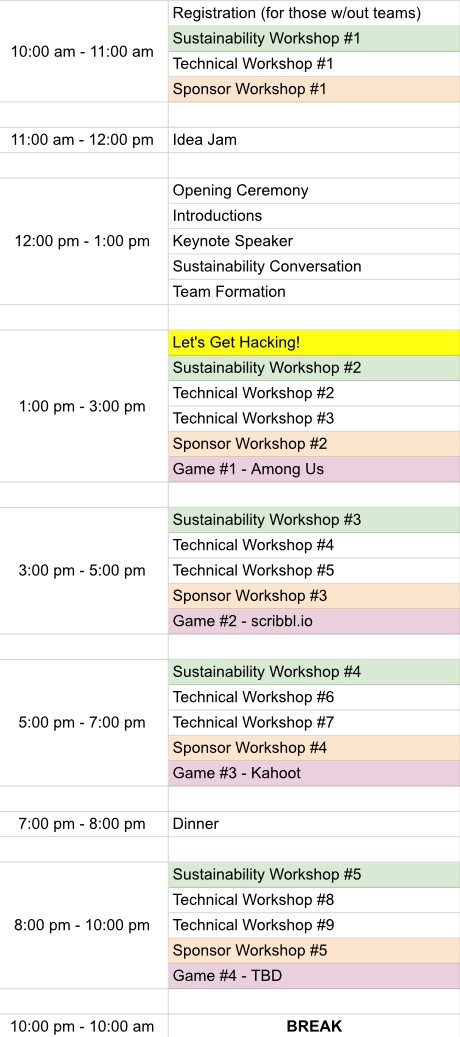 10:00 am - 11:00 am
Registration (for those w/out teams)
Sustainability Workshop #1
Technical Workshop #1
Sponsor Workshop #1
11:00 am - 12:00 pm
Idea Jam
12:00 pm - 1:00 pm
Opening Ceremony
Introductions
Keynote Speaker
Sustainability Conversation
Team Formation
1:00 pm - 3:00 pm
Let's Get Hacking!
Sustainability Workshop #2
Technical Workshop #2
Technical Workshop #3
Sponsor Workshop #2
Game #1 - Among Us
3:00 pm - 5:00 pm
Sustainability Workshop #3
Technical Workshop #4
Technical Workshop #5
Sponsor Workshop #3
Game #2 - scribbl.io
5:00 pm - 7:00 pm
Sustainability Workshop #4
Technical Workshop #6
Technical Workshop #7
Sponsor Workshop #4
Game #3 - Kahoot
7:00 pm - 8:00 pm
Dinner
8:00 pm - 10:00 pm
Sustainability Workshop #5
Technical Workshop #8
Technical Workshop #9
Sponsor Workshop #5
Game #4 - TBD
10:00 pm - 10:00 am
BREAK